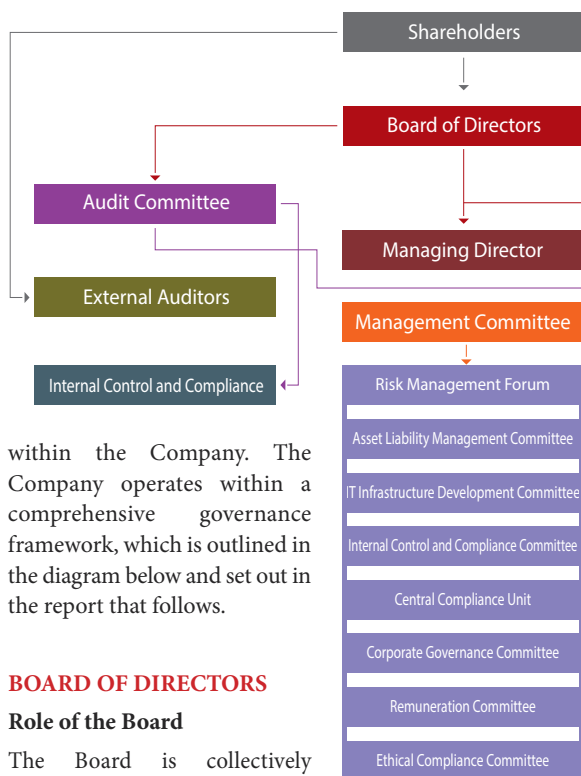 Shareholders
Board of Directors
Audit Committee
Managing Director
External Auditors
Management Committee
Internal Control and Compliance
Risk Management Forum
Asset Liability Management Committee
IT Infrastructure Development Committee
Internal Control and Compliance Committee
Central Compliance Unit
Corporate Governance Committee
Remuneration Committee
Ethical Compliance Committee
within the Company. The
Company operates within a
comprehensive governance
framework, which is outlined in
the diagram below and set out in
the report that follows.
BOARD OF DIRECTORS
Role of the Board
The Board is collectively